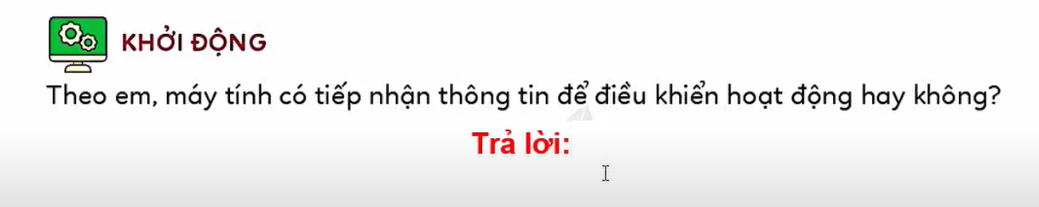 KHỞI ĐỘNG
Theo em, máy tính có tiếp nhận thông tin để điều khiển hoạt động hay không?
Trả lời: